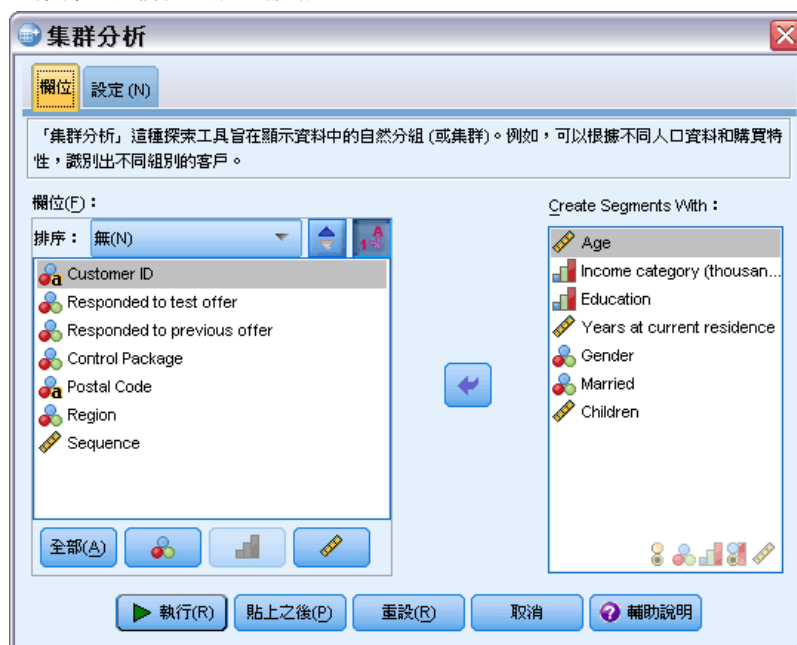 集群分析
欄位 設定 (N)
「集群分析」這種探索工具旨在顯示資料中的自然分組 (或集群)。例如，可以根據不同人口資料和購買特
性，識別出不同組別的客戶。
欄位(F)：
排序： 無(N)
Customer ID
Responded to test offer
Responded to previous offer
Control Package
Postal Code
Region
Sequence
全部(A)
Create Segments With：
Age
Income category (thousan...
Education
Years at current residence
Gender
Married
Children
執行(R) 貼上之後(P) 重設(R) 取消 輔助說明